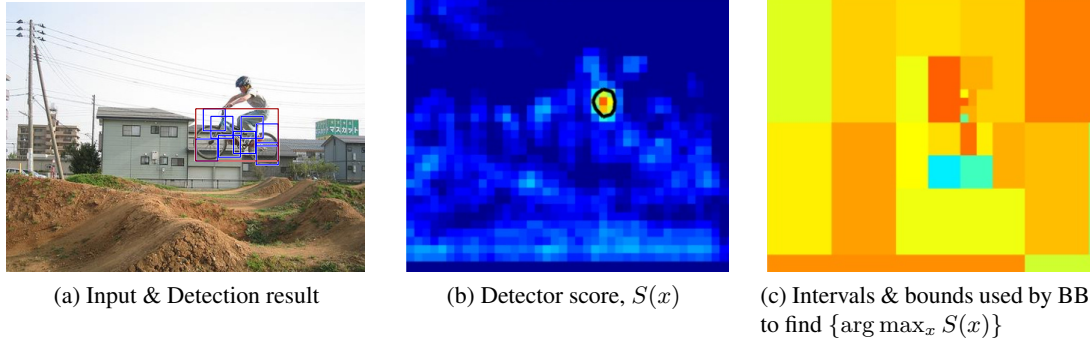 マスカット
(a) Input & Detection result
(b) Detector score, S(x)
(c) Intervals & bounds used by BB
to find {arg max_x S(x)}